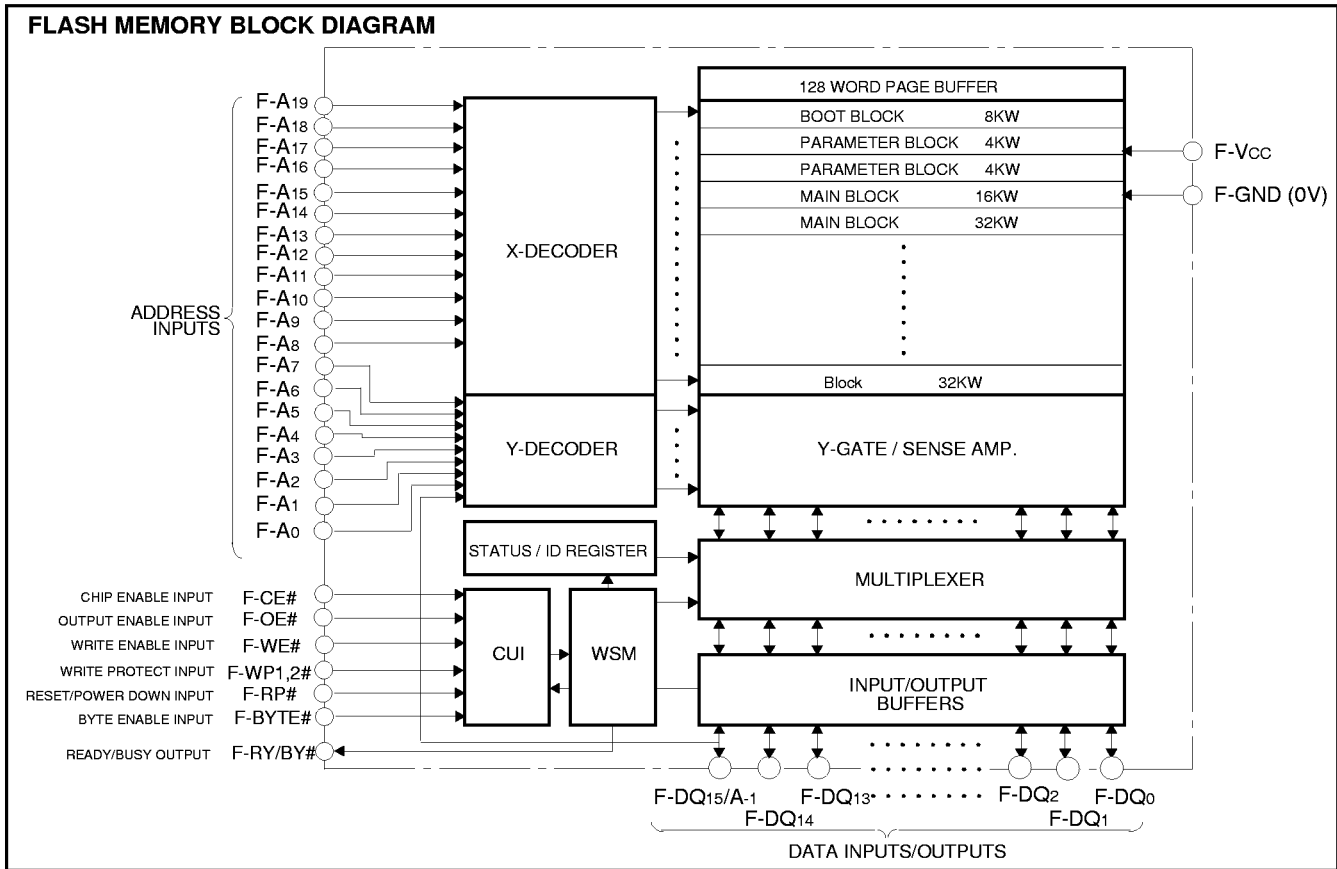 FLASH MEMORY BLOCK DIAGRAM
F-A19
F-A18
F-A17
F-A16
F-A15
F-A14
F-A13
F-A12
F-A11
F-A10
F-A9
F-A8
F-A7
F-A6
F-A5
F-A4
F-A3
F-A2
F-A1
F-A0
ADDRESS
INPUTS
X-DECODER
Y-DECODER
128 WORD PAGE BUFFER
BOOT BLOCK 8KW
PARAMETER BLOCK 4KW
PARAMETER BLOCK 4KW
MAIN BLOCK 16KW
MAIN BLOCK 32KW
Block 32KW
Y-GATE / SENSE AMP.
F-VCC
F-GND (0V)
STATUS / ID REGISTER
MULTIPLEXER
CHIP ENABLE INPUT F-CE#
OUTPUT ENABLE INPUT F-OE#
WRITE ENABLE INPUT F-WE#
WRITE PROTECT INPUT F-WP1,2#
RESET/POWER DOWN INPUT F-RP#
BYTE ENABLE INPUT F-BYTE#
READY/BUSY OUTPUT F-RY/BY#
CUI
WSM
INPUT/OUTPUT
BUFFERS
F-DQ15/A-1 F-DQ13 F-DQ2 F-DQ0
F-DQ14 F-DQ1
DATA INPUTS/OUTPUTS